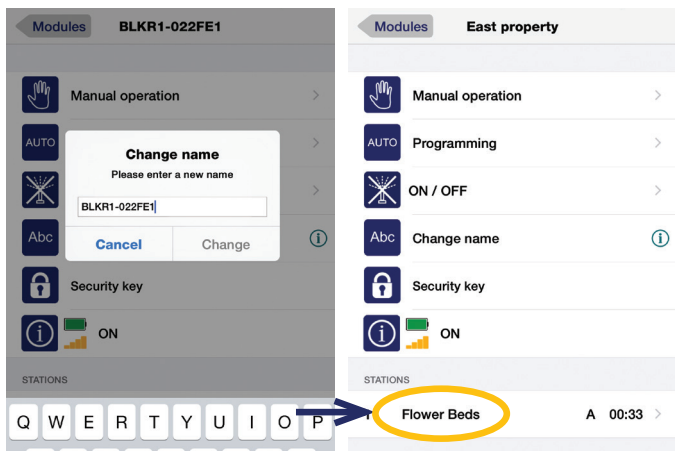 Modules BLKR1-022FE1
Manual operation
AUTO
Change name
Please enter a new name
BLKR1-022FE1
Cancel Change
Abc
Security key
ON
STATIONS
Q W E R T Y U I O P
Modules East property
Manual operation
AUTO Programming
ON / OFF
Abc Change name
Security key
ON
STATIONS
Flower Beds A 00:33